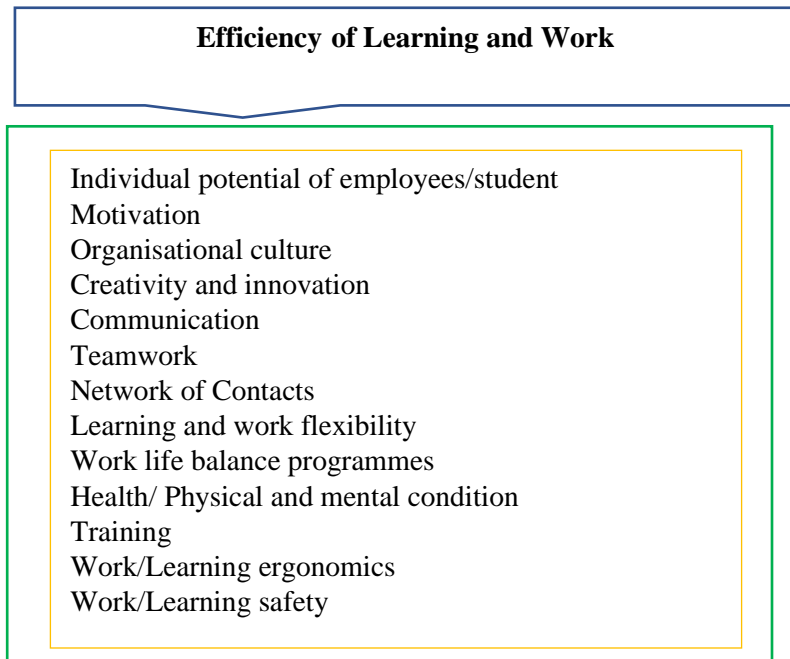 Efficiency of Learning and Work
Individual potential of employees/student
Motivation
Organisational culture
Creativity and innovation
Communication
Teamwork
Network of Contacts
Learning and work flexibility
Work life balance programmes
Health/ Physical and mental condition
Training
Work/Learning ergonomics
Work/Learning safety